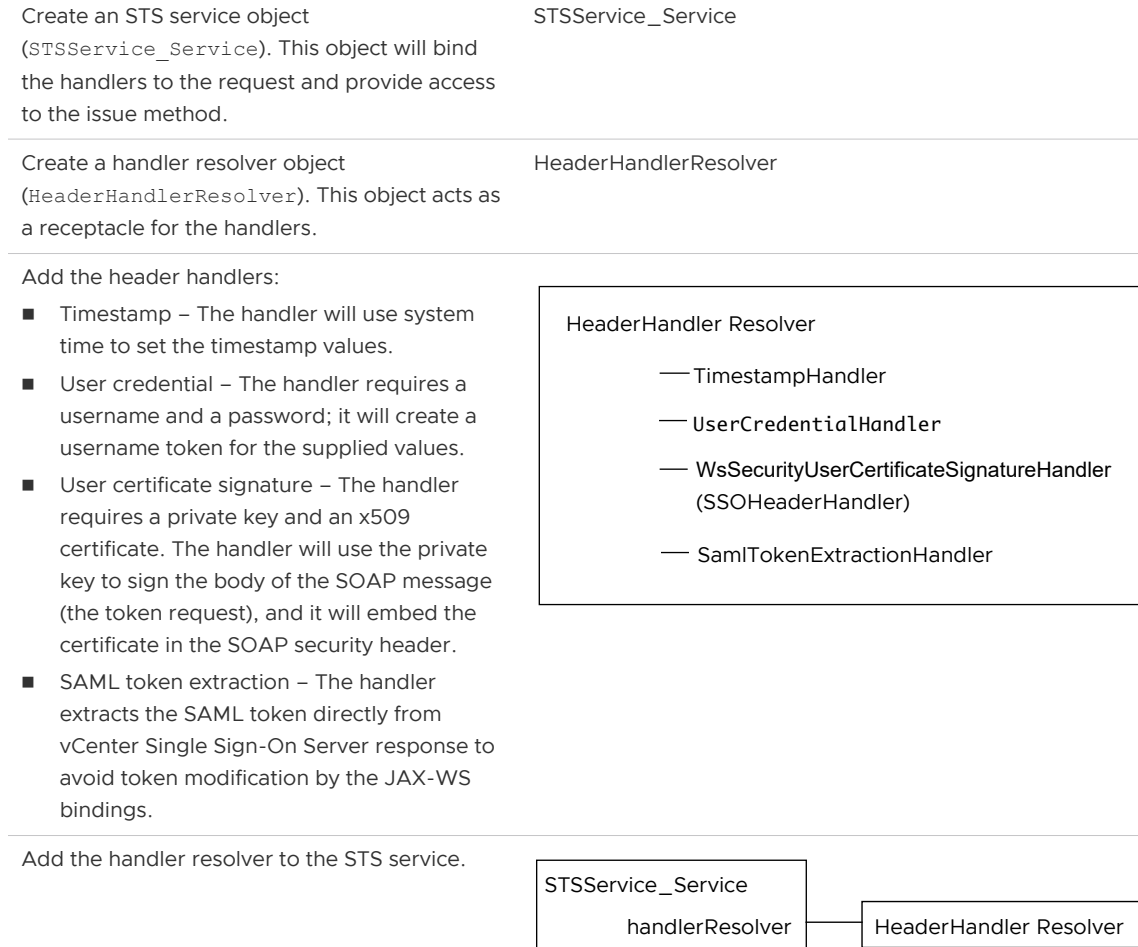 Create an STS service object
(STSService_Service). This object will bind
the handlers to the request and provide access
to the issue method.
STSService_Service
Create a handler resolver object
(HeaderHandlerResolver). This object acts as
a receptacle for the handlers.
HeaderHandlerResolver
Add the header handlers:
■ Timestamp – The handler will use system
time to set the timestamp values.
■ User credential – The handler requires a
username and a password; it will create a
username token for the supplied values.
■ User certificate signature – The handler
requires a private key and an x509
certificate. The handler will use the private
key to sign the body of the SOAP message
(the token request), and it will embed the
certificate in the SOAP security header.
■ SAML token extraction – The handler
extracts the SAML token directly from
vCenter Single Sign-On Server response to
avoid token modification by the JAX-WS
bindings.
HeaderHandler Resolver
TimestampHandler
UserCredentialHandler
WsSecurityUserCertificateSignatureHandler
(SSOHeaderHandler)
SamlTokenExtractionHandler
Add the handler resolver to the STS service.
STSService_Service
handlerResolver
HeaderHandler Resolver